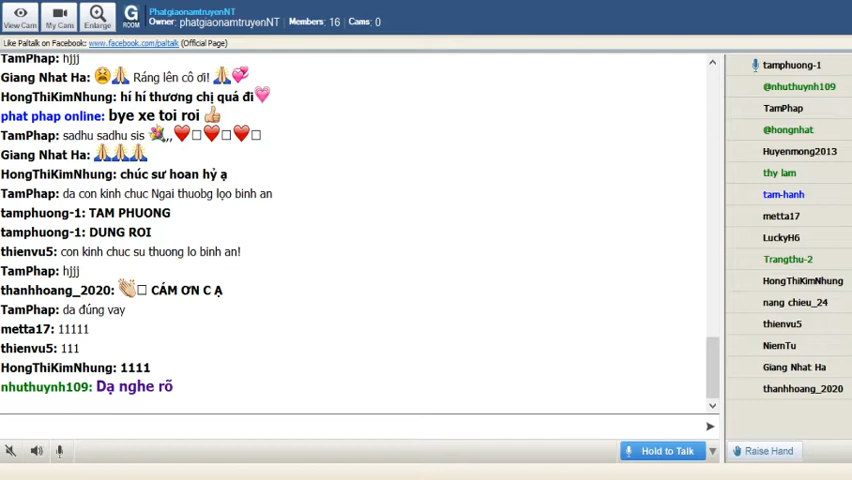 View Cam
My Cam
Enlarge
G
ROOM
PhatgiaonamtruyenNT
Owner: phatgiaonamtruyenNT Members: 16 Cams: 0
Like Paltalk on Facebook: www.facebook.com/paltalk (Official Page)
TamPhap: hjjj
Giang Nhat Ha: Ráng lên cô ơi!
HongThiKimNhung: hí hí thương chị quá đi
phat phap online: bye xe toi roi
TamPhap: sadhu sadhu sis ,,
Giang Nhat Ha:
HongThiKimNhung: chúc sư hoan hỷ ạ
TamPhap: da con kinh chuc Ngai thuobg lọo binh an
tamphuong-1: TAM PHUONG
tamphuong-1: DUNG ROI
thienvu5: con kinh chuc su thuong lo binh an!
TamPhap: hjjj
thanhhoang_2020: CÁM ƠN C Ạ
TamPhap: da đúng vay
metta17: 11111
thienvu5: 111
HongThiKimNhung: 1111
nhuthuynh109: Dạ nghe rõ
Hold to Talk
tamphuong-1
@nhuthuynh109
TamPhap
@hongnhat
Huyenmong2013
thy lam
tam-hanh
metta17
LuckyH6
Trangthu-2
HongThiKimNhung
nang chieu_24
thienvu5
NiemTu
Giang Nhat Ha
thanhhoang_2020
Raise Hand